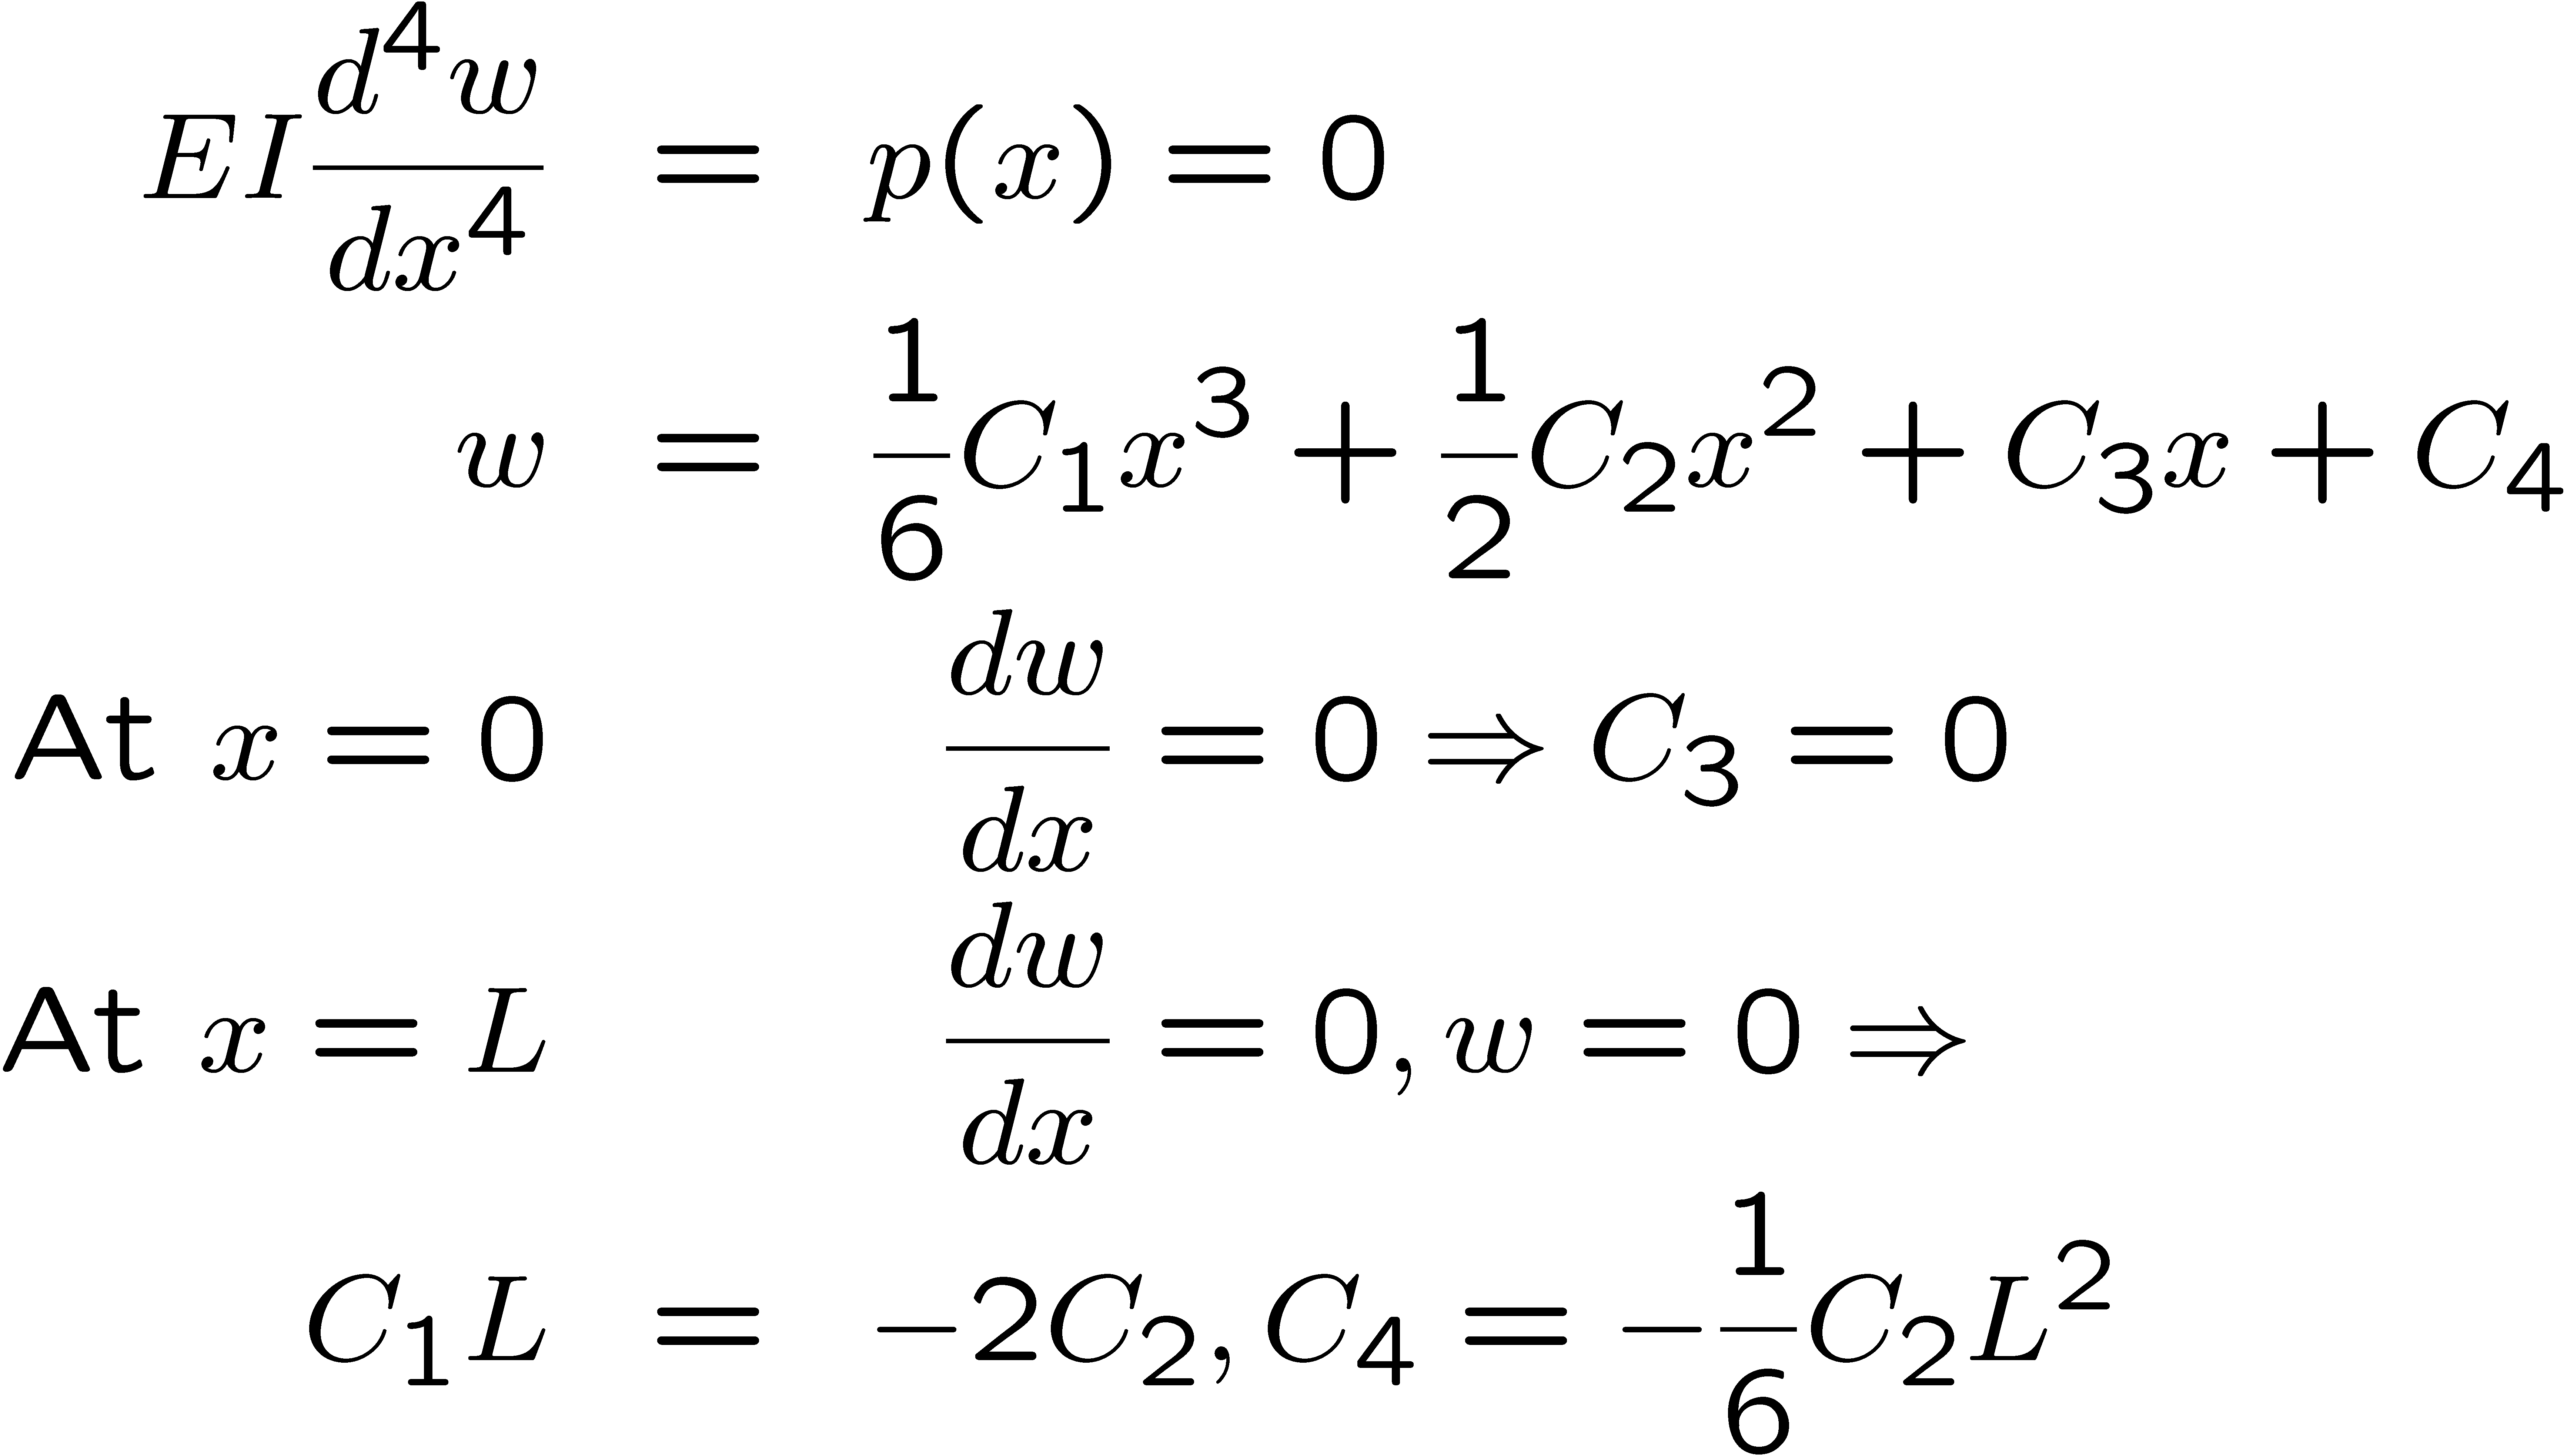 EI d⁴w/dx⁴ = p(x) = 0
w = 1/6 C₁x³ + 1/2 C₂x² + C₃x + C₄
At x = 0 dw/dx = 0 ⇒ C₃ = 0
At x = L dw/dx = 0, w = 0 ⇒
C₁L = −2C₂, C₄ = −1/6 C₂L²